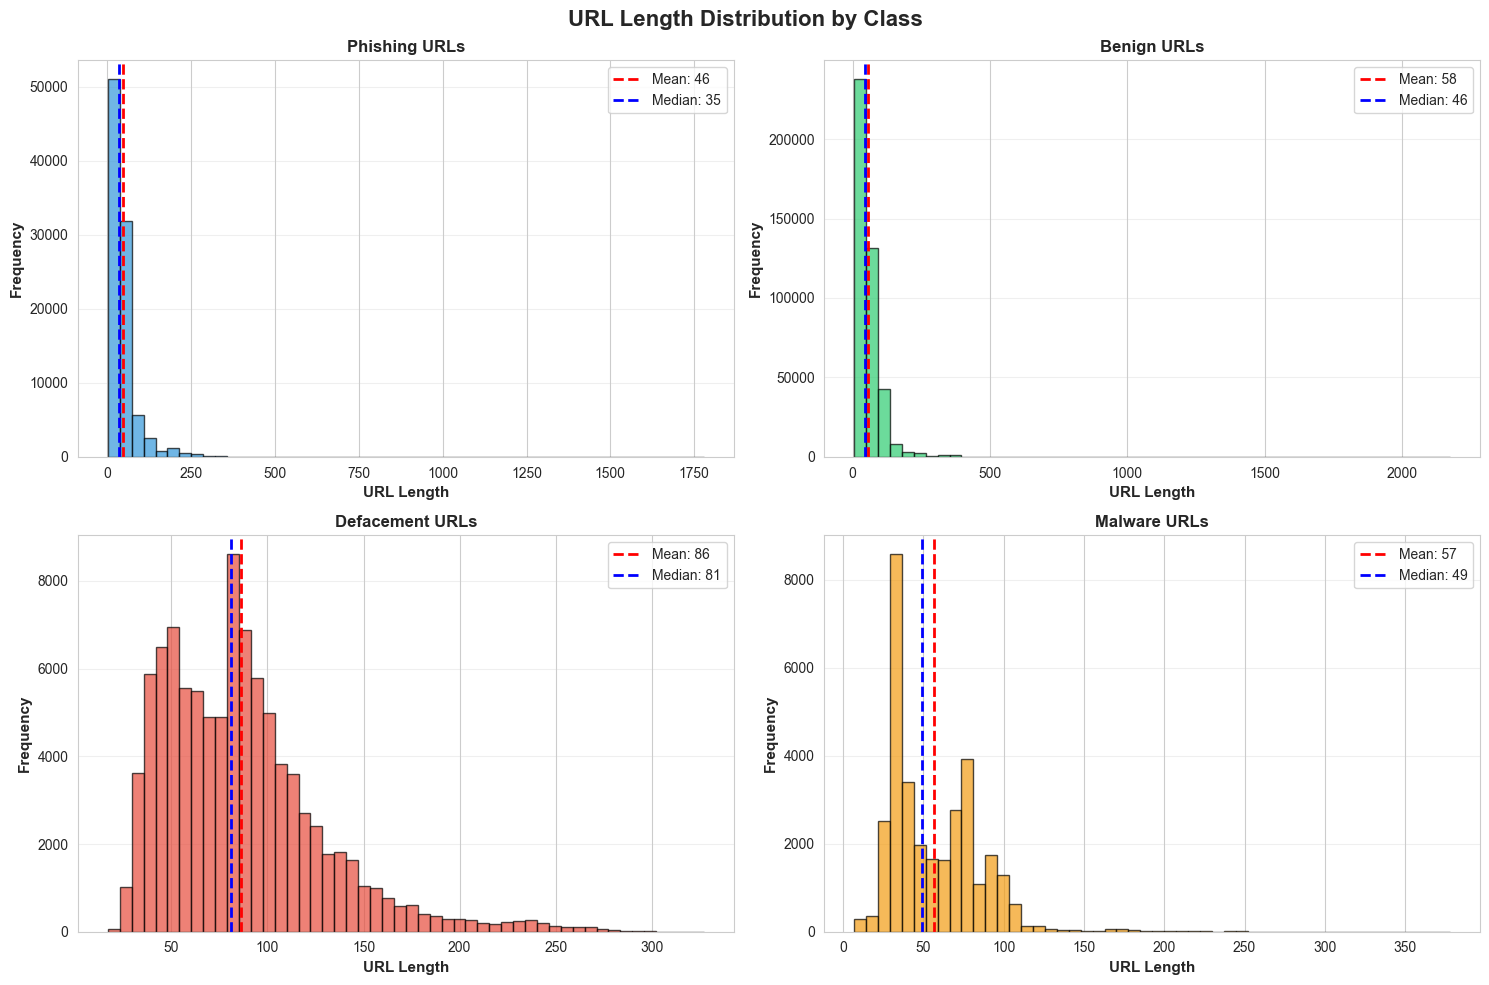 URL Length Distribution by Class
Phishing URLs
Mean: 46
Median: 35
Frequency
50000
40000
30000
20000
10000
0
0 250 500 750 1000 1250 1500 1750
URL Length
Benign URLs
Mean: 58
Median: 46
Frequency
200000
150000
100000
50000
0
0 500 1000 1500 2000
URL Length
Defacement URLs
Mean: 86
Median: 81
Frequency
8000
6000
4000
2000
0
50 100 150 200 250 300
URL Length
Malware URLs
Mean: 57
Median: 49
Frequency
8000
6000
4000
2000
0
0 50 100 150 200 250 300 350
URL Length